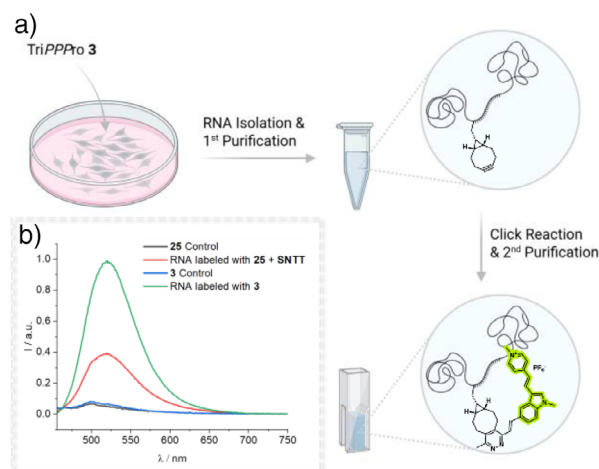 a)
TriPPPro 3
RNA Isolation &
1st Purification
H
H
Click Reaction
& 2nd Purification
b)
25 Control
RNA labeled with 25 + SNTT
3 Control
RNA labeled with 3
I / a.u.
1.0
0.8
0.6
0.4
0.2
0.0
500 550 600 650 700 750
λ / nm
N+
PF6
N
H
H
N-N